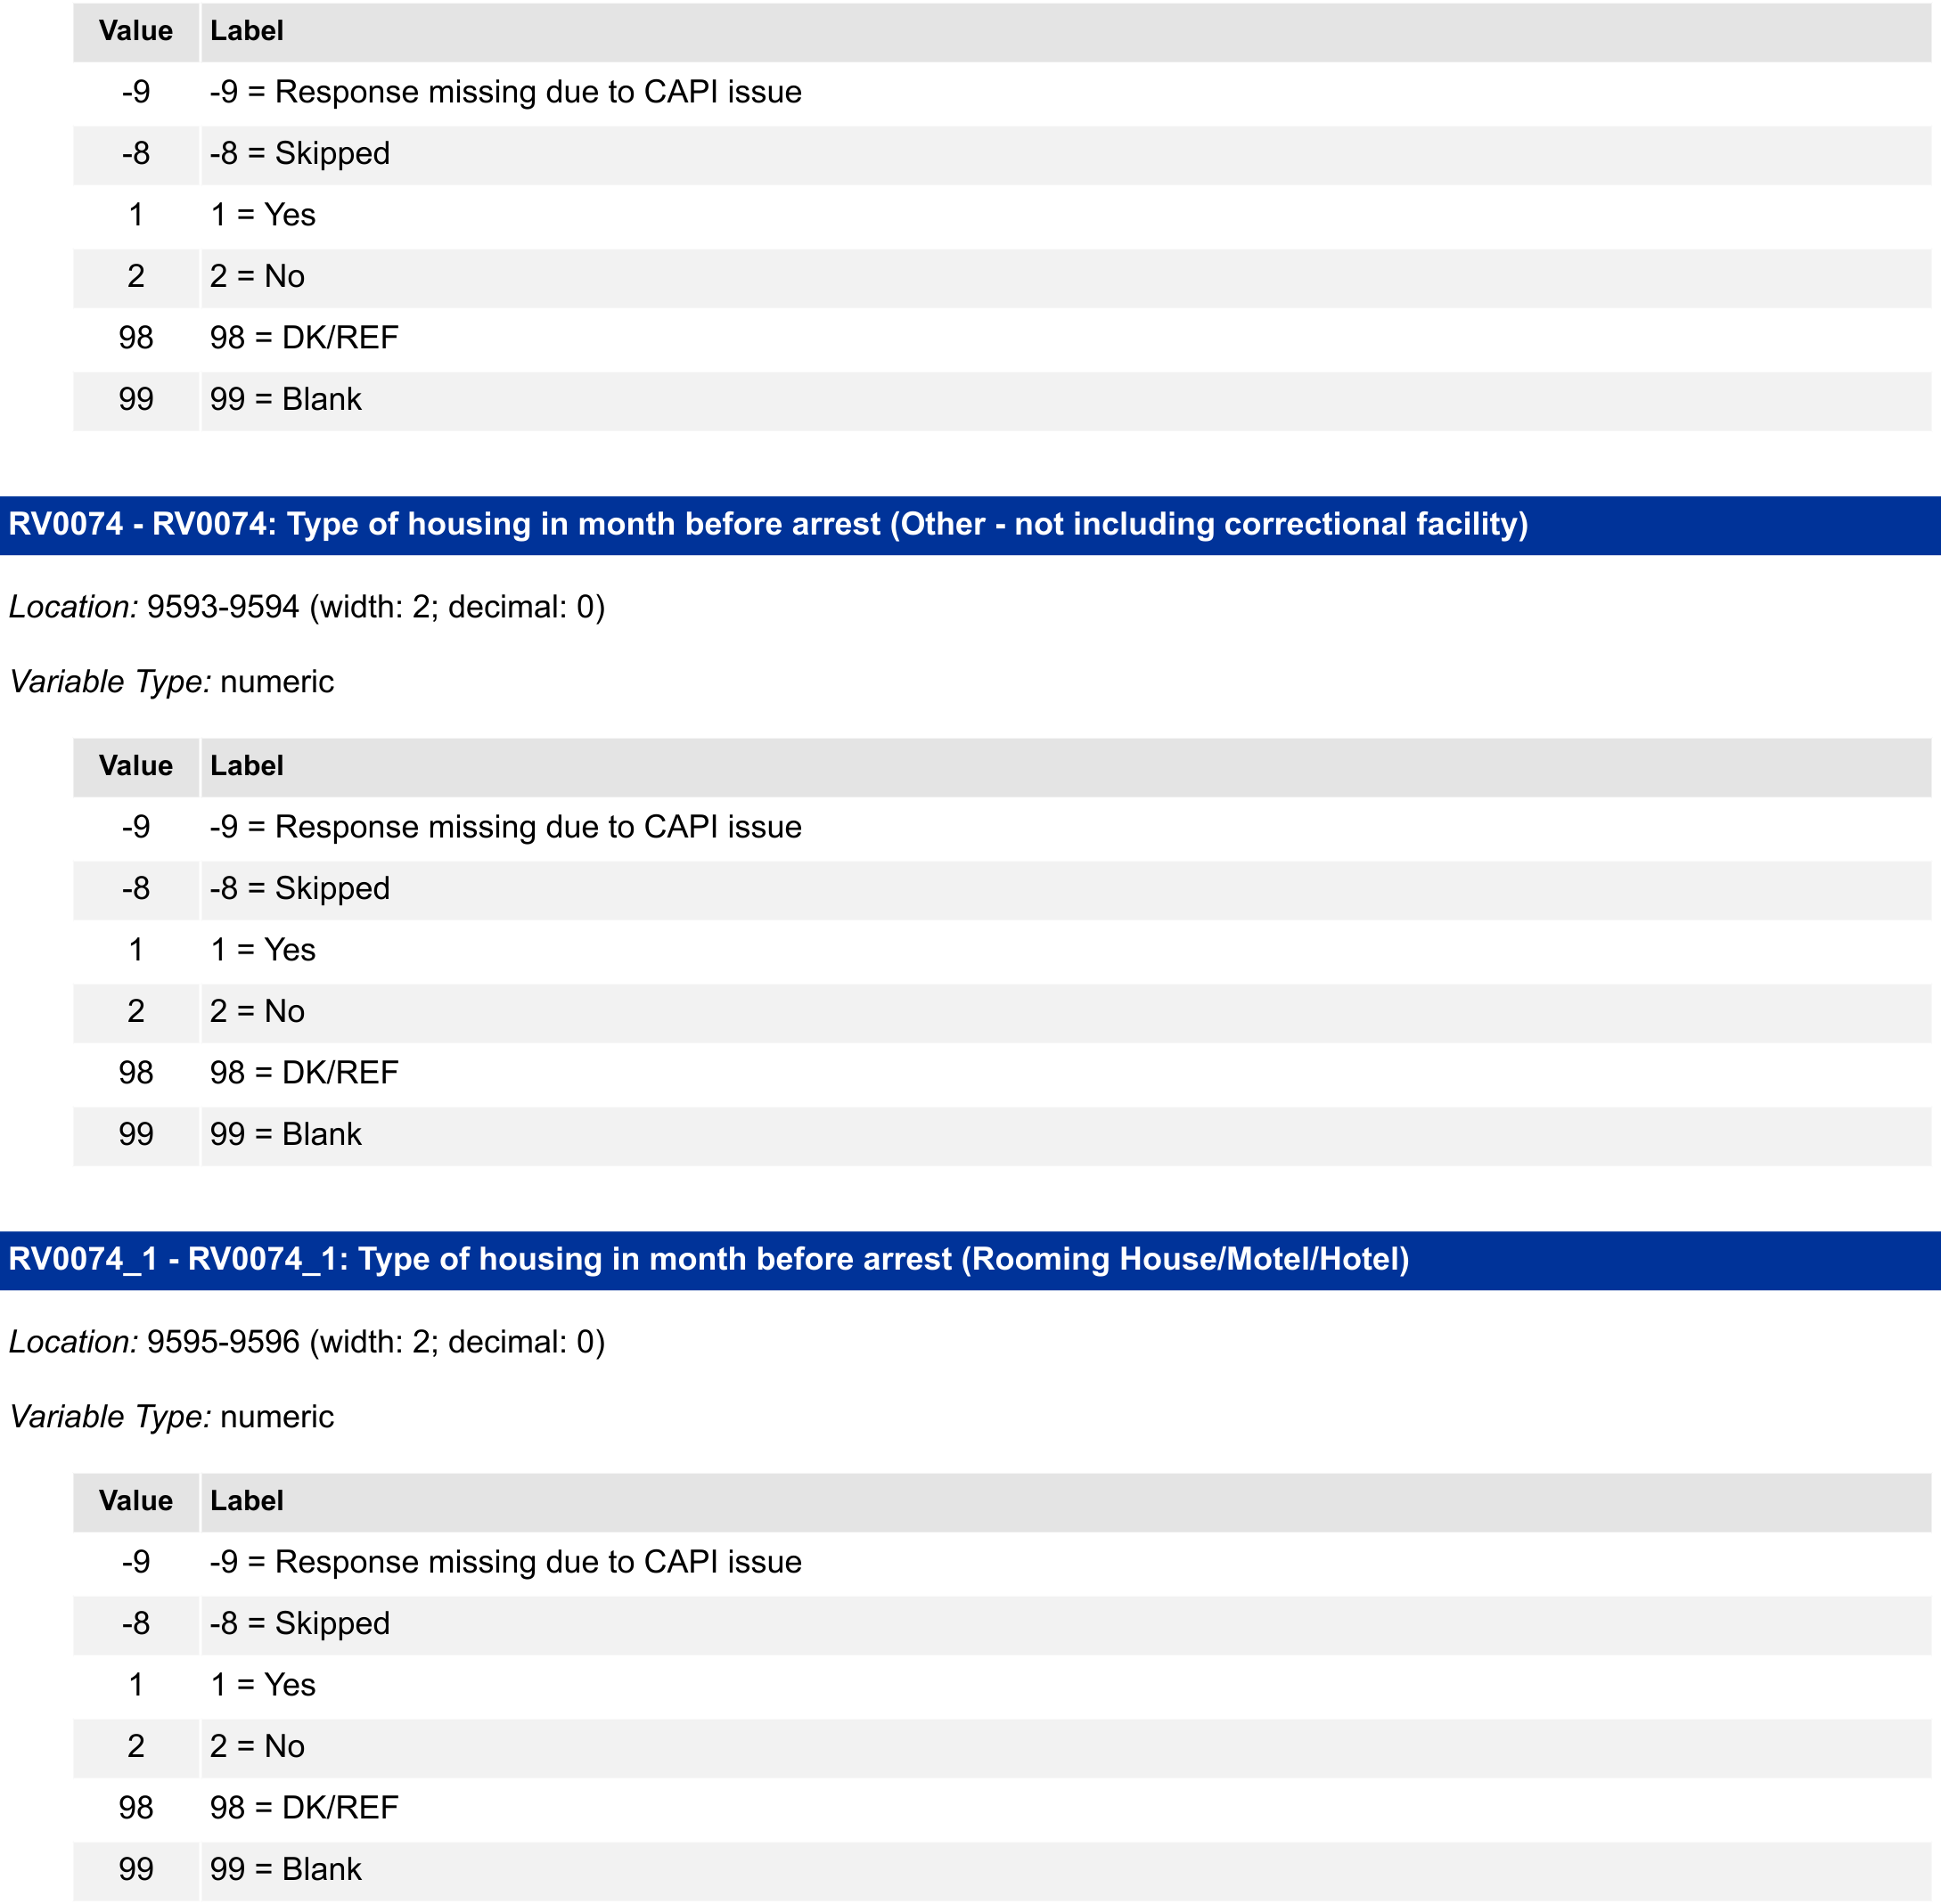 Value Label
-9 -9 = Response missing due to CAPI issue
-8 -8 = Skipped
1 1 = Yes
2 2 = No
98 98 = DK/REF
99 99 = Blank
RV0074 - RV0074: Type of housing in month before arrest (Other - not including correctional facility)
Location: 9593-9594 (width: 2; decimal: 0)
Variable Type: numeric
Value Label
-9 -9 = Response missing due to CAPI issue
-8 -8 = Skipped
1 1 = Yes
2 2 = No
98 98 = DK/REF
99 99 = Blank
RV0074_1 - RV0074_1: Type of housing in month before arrest (Rooming House/Motel/Hotel)
Location: 9595-9596 (width: 2; decimal: 0)
Variable Type: numeric
Value Label
-9 -9 = Response missing due to CAPI issue
-8 -8 = Skipped
1 1 = Yes
2 2 = No
98 98 = DK/REF
99 99 = Blank